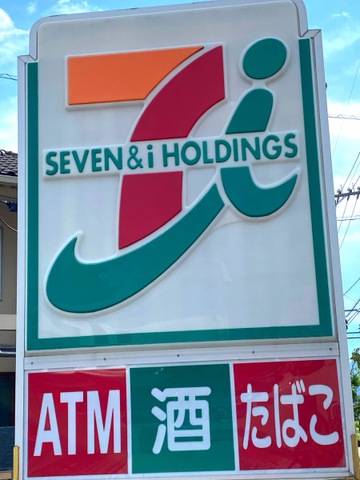 SEVEN & i HOLDINGS
ATM 酒 たばこ